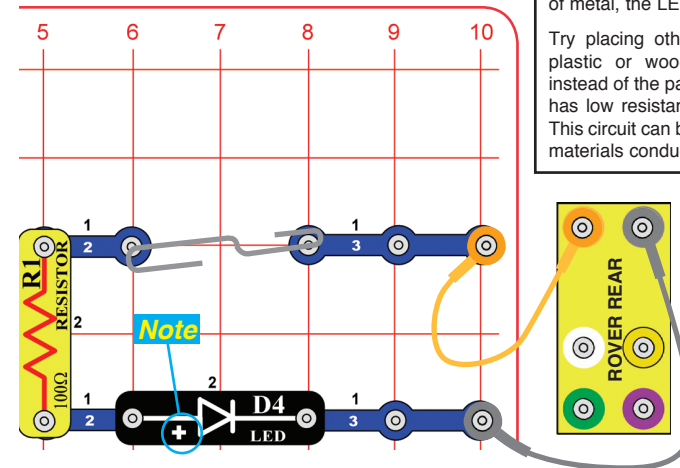 of metal, the LE
Try placing oth
plastic or woo
instead of the pa
has low resistan
This circuit can b
materials condu
5 6 7 8 9 10
1
2
1
3
R1
RESISTOR
100Ω
2
Note
1
2
2
D4
LED
+
1
3
ROVER REAR